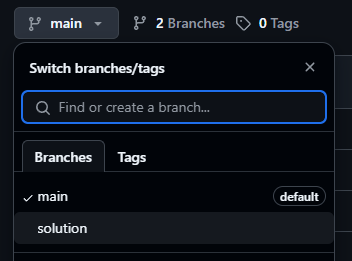 main 2 Branches 0 Tags
Switch branches/tags
Find or create a branch...
Branches Tags
main default
solution